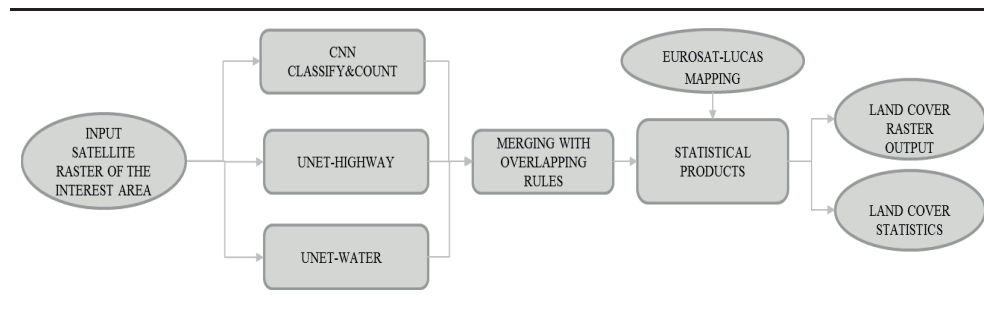 INPUT
SATELLITE
RASTER OF THE
INTEREST AREA
CNN
CLASSIFY&COUNT
UNET-HIGHWAY
UNET-WATER
MERGING WITH
OVERLAPPING
RULES
EUROSAT-LUCAS
MAPPING
STATISTICAL
PRODUCTS
LAND COVER
RASTER
OUTPUT
LAND COVER
STATISTICS